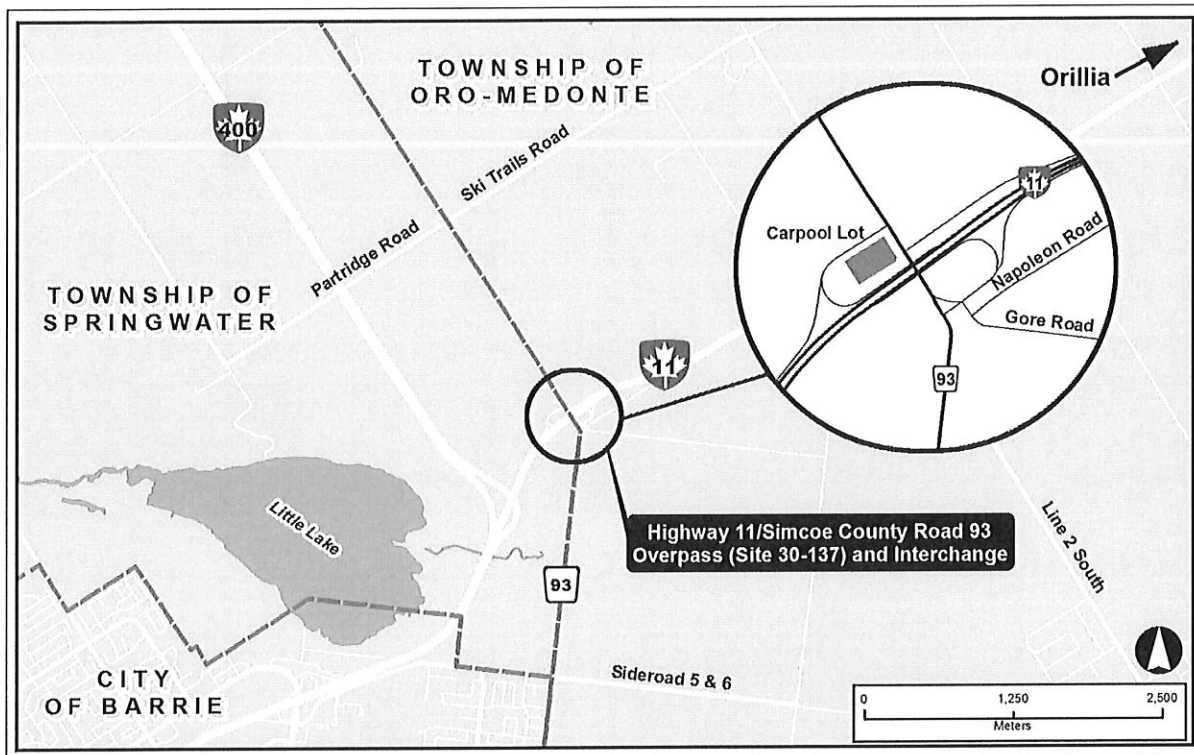 TOWNSHIP OF
ORO-MEDONTE
Orillia
400
Ski Trails Road
11
Carpool Lot
Napoleon Road
Partridge Road
TOWNSHIP OF
SPRINGWATER
Gore Road
11
93
Little Lake
Highway 11/Simcoe County Road 93
Overpass (Site 30-137) and Interchange
Line 2 South
93
CITY
OF BARRIE
Sideroad 5 & 6
0 1,250 2,500
Meters